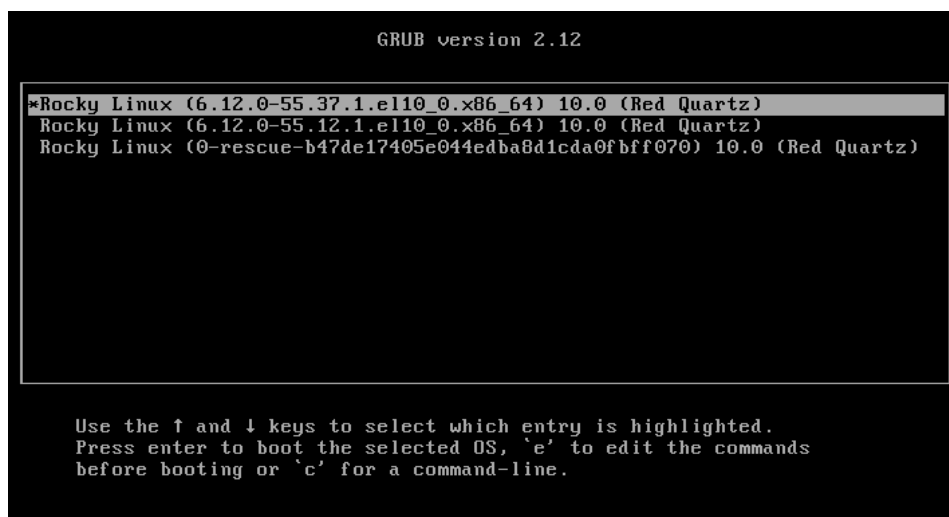 GRUB version 2.12
*Rocky Linux (6.12.0-55.37.1.el10_0.x86_64) 10.0 (Red Quartz)
Rocky Linux (6.12.0-55.12.1.el10_0.x86_64) 10.0 (Red Quartz)
Rocky Linux (0-rescue-b47de17405e044edba8d1cda0fbff070) 10.0 (Red Quartz)
Use the ↑ and ↓ keys to select which entry is highlighted.
Press enter to boot the selected OS, `e' to edit the commands
before booting or `c' for a command-line.